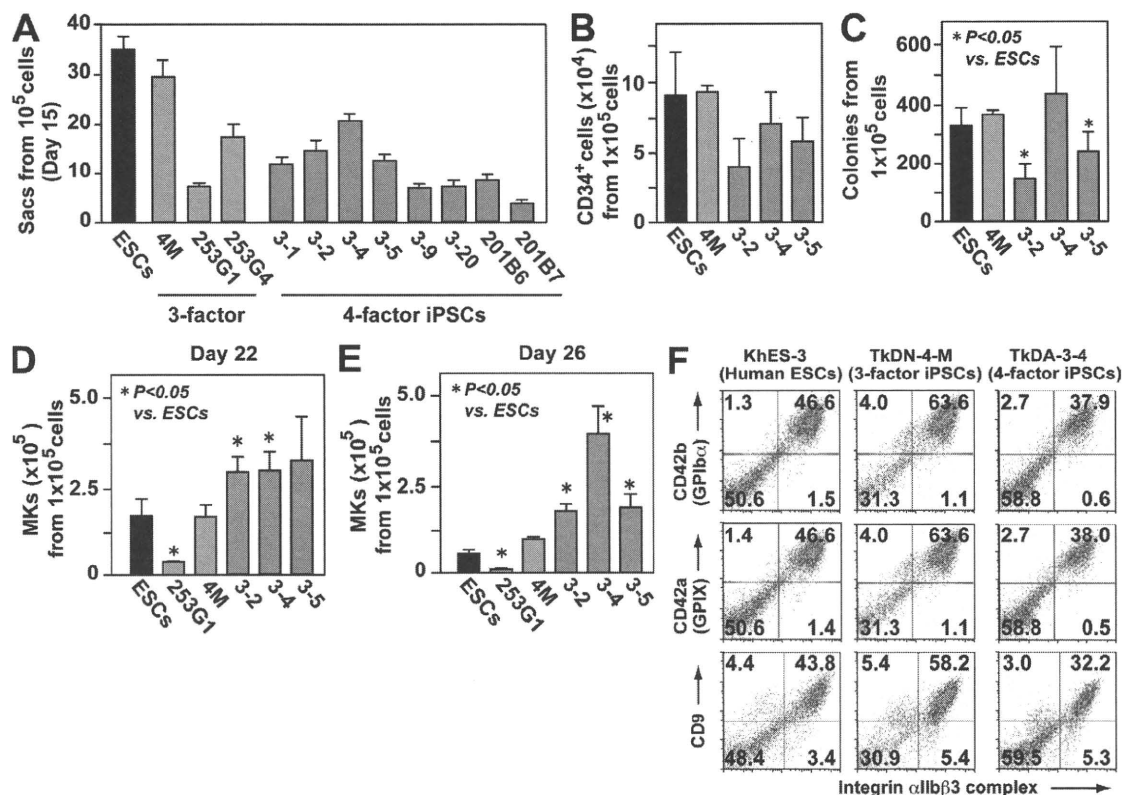 A
Sacs from 10⁵ cells
(Day 15)
40
30
20
10
0
ESCs
4M
253G1
253G4
3-1
3-2
3-4
3-5
3-9
3-20
201B6
201B7
3-factor
4-factor iPSCs
B
CD34⁺ cells (x10⁴)
from 1x10⁵ cells
10
5
0
ESCs
4M
3-2
3-4
3-5
C
* P<0.05
vs. ESCs
Colonies from
1x10⁵ cells
600
400
200
0
ESCs
4M
3-2
3-4
3-5
*
*
D
Day 22
* P<0.05
vs. ESCs
MKs (x10⁵)
from 1x10⁵ cells
5.0
2.5
0
ESCs
253G1
4M
3-2
3-4
3-5
*
*
*
E
Day 26
* P<0.05
vs. ESCs
MKs (x10⁵)
from 1x10⁵ cells
5.0
2.5
0
ESCs
253G1
4M
3-2
3-4
3-5
*
*
*
*
F
KhES-3
(Human ESCs)
TkDN-4-M
(3-factor iPSCs)
TkDA-3-4
(4-factor iPSCs)
CD42b
(GPIbα)
1.3 46.6
50.6 1.5
4.0 63.6
31.3 1.1
2.7 37.9
58.8 0.6
CD42a
(GPIX)
1.4 46.6
50.6 1.4
4.0 63.6
31.3 1.1
2.7 38.0
58.8 0.5
CD9
4.4 43.8
48.4 3.4
5.4 58.2
30.9 5.4
3.0 32.2
59.5 5.3
Integrin αIIbβ3 complex